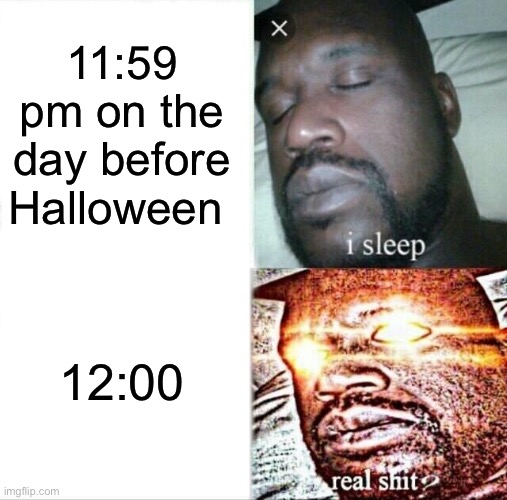 11:59
pm on the
day before
Halloween
i sleep
12:00
real shit?
imgflip.com